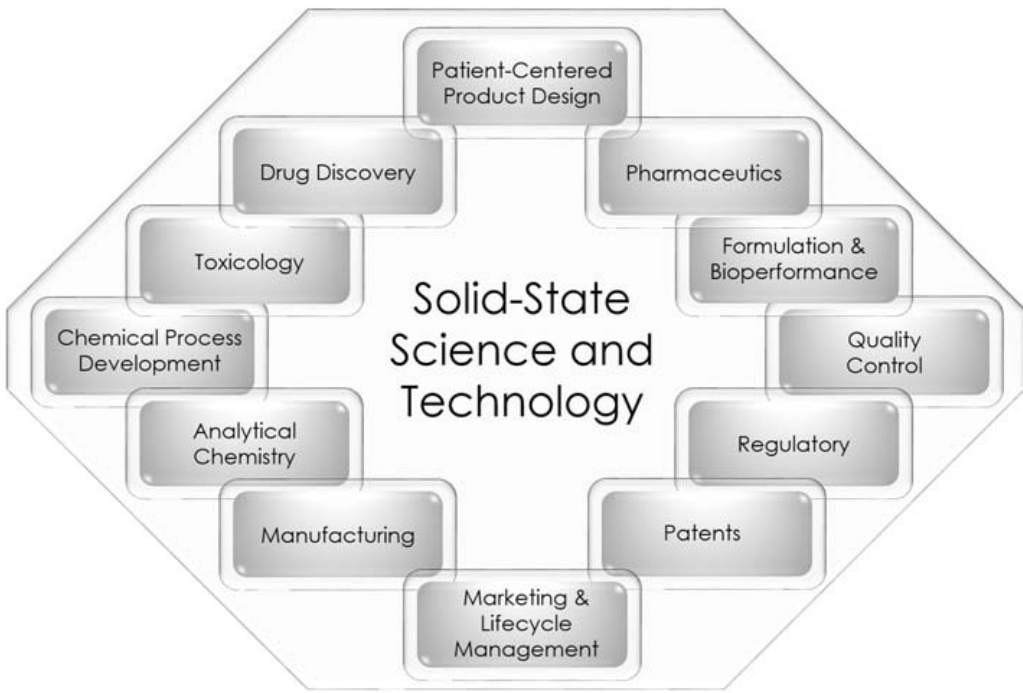 Patient-Centered
Product Design
Drug Discovery
Pharmaceutics
Toxicology
Formulation &
Bioperformance
Solid-State
Science and
Technology
Chemical Process
Development
Quality
Control
Analytical
Chemistry
Regulatory
Manufacturing
Patents
Marketing &
Lifecycle
Management